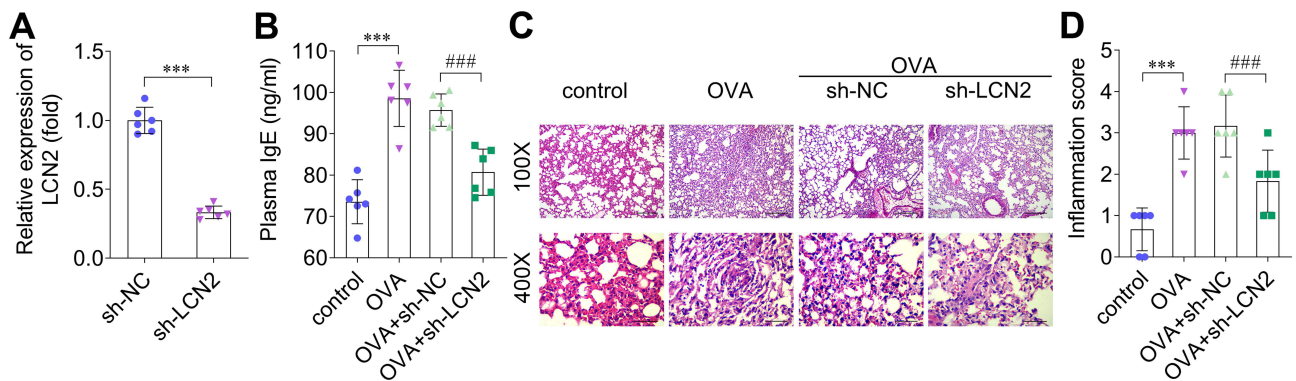 A
Relative expression of
LCN2 (fold)
1.5
1.0
0.5
0.0
***
sh-NC
sh-LCN2
B
Plasma IgE (ng/ml)
110
100
90
80
70
60
***
###
control
OVA
OVA+sh-NC
OVA+sh-LCN2
C
OVA
control
OVA
sh-NC
sh-LCN2
100X
400X
D
Inflammation score
5
4
3
2
1
0
***
###
control
OVA
OVA+sh-NC
OVA+sh-LCN2